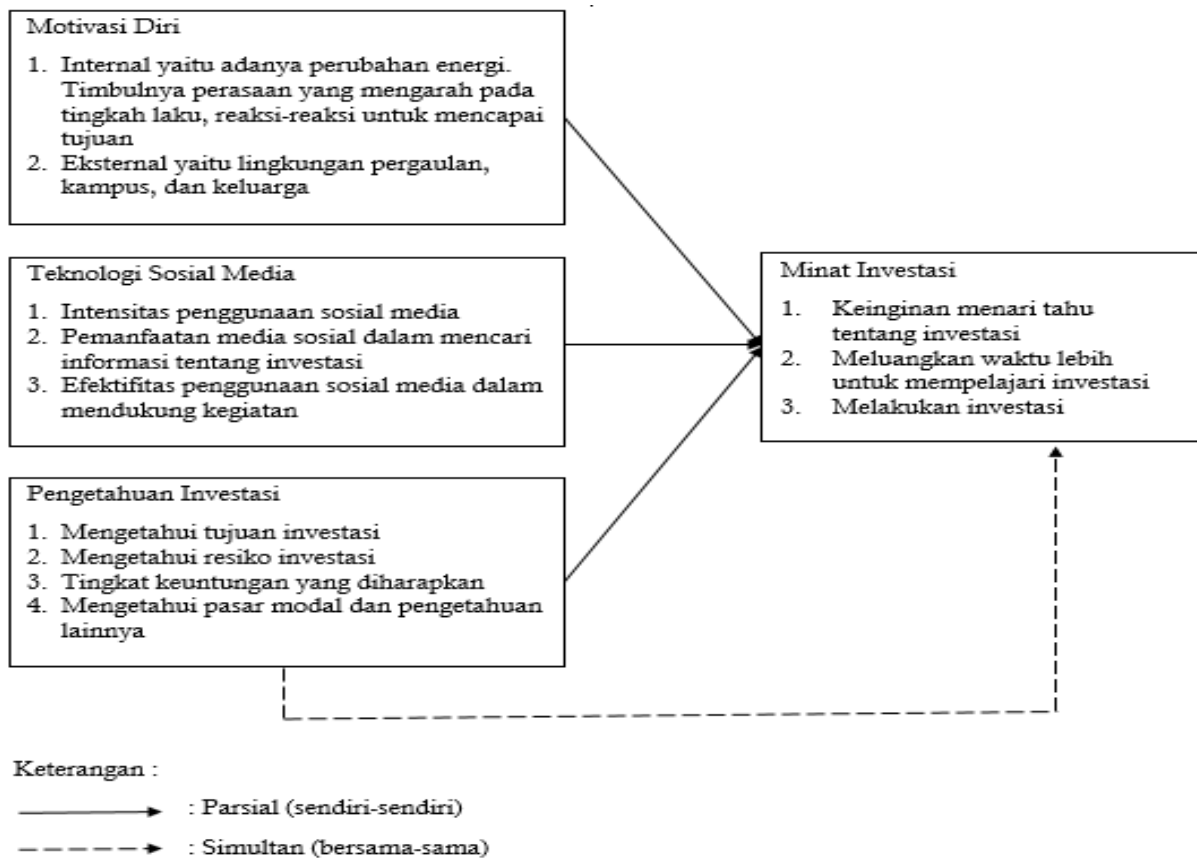 Motivasi Diri
1. Internal yaitu adanya perubahan energi.
Timbulnya perasaan yang mengarah pada
tingkah laku, reaksi-reaksi untuk mencapai
tujuan
2. Eksternal yaitu lingkungan pergaulan,
kampus, dan keluarga
Teknologi Sosial Media
1. Intensitas penggunaan sosial media
2. Pemanfaatan media sosial dalam mencari
informasi tentang investasi
3. Efektifitas penggunaan sosial media dalam
mendukung kegiatan
Pengetahuan Investasi
1. Mengetahui tujuan investasi
2. Mengetahui resiko investasi
3. Tingkat keuntungan yang diharapkan
4. Mengetahui pasar modal dan pengetahuan
lainnya
Minat Investasi
1. Keinginan menari tahu
tentang investasi
2. Meluangkan waktu lebih
untuk mempelajari investasi
3. Melakukan investasi
Keterangan :
: Parsial (sendiri-sendiri)
: Simultan (bersama-sama)